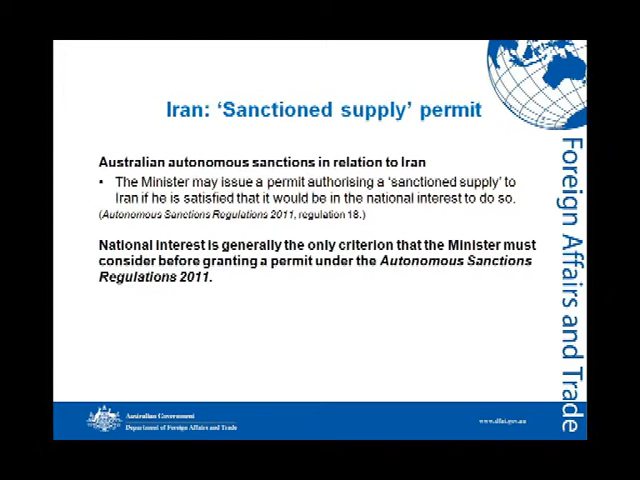 Iran: ‘Sanctioned supply’ permit
Australian autonomous sanctions in relation to Iran
• The Minister may issue a permit authorising a ‘sanctioned supply’ to
Iran if he is satisfied that it would be in the national interest to do so.
(Autonomous Sanctions Regulations 2011, regulation 18.)
National interest is generally the only criterion that the Minister must
consider before granting a permit under the Autonomous Sanctions
Regulations 2011.
Foreign Affairs and Trade
Australian Government
Department of Foreign Affairs and Trade
www.dfat.gov.au